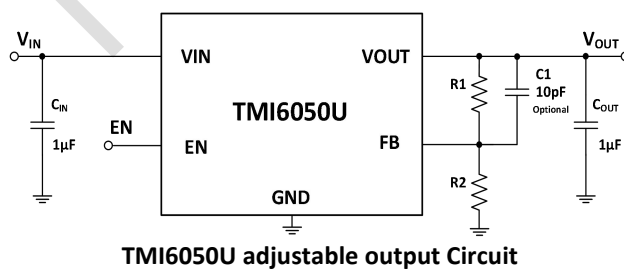 VIN
VOUT
VIN
VOUT
R1
C1
10pF
Optional
CIN
1µF
TMI6050U
COUT
1µF
EN
EN
FB
R2
GND
TMI6050U adjustable output Circuit